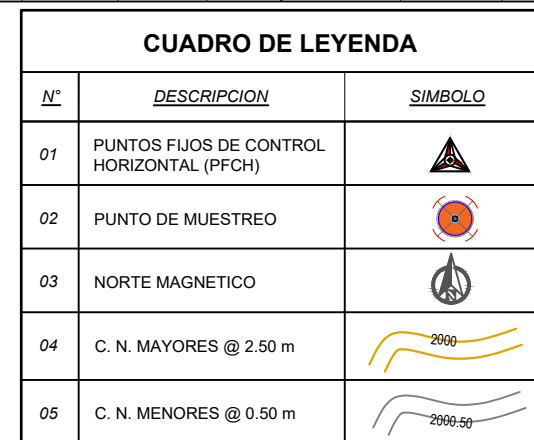 CUADRO DE LEYENDA
N° DESCRIPCION SIMBOLO
01 PUNTOS FIJOS DE CONTROL
HORIZONTAL (PFCH)
02 PUNTO DE MUESTREO
03 NORTE MAGNETICO
N
04 C. N. MAYORES @ 2.50 m 2000
05 C. N. MENORES @ 0.50 m 2000.50